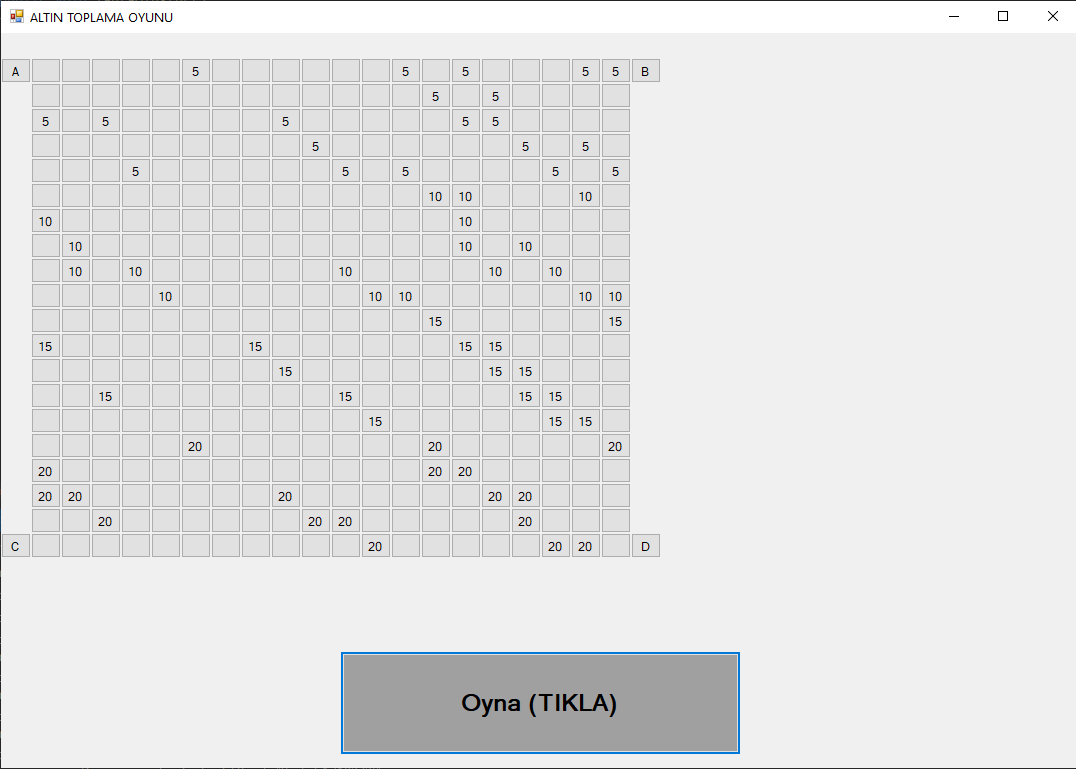 ALTIN TOPLAMA OYUNU
A 5 5 5 5 5 B
5 5
5 5 5 5 5
5 5 5
5 5 5 5 5
10 10 10
10 10
10 10 10
10 10 10 10 10
10 10 10 10 10
15 15
15 15 15 15
15 15 15
15 15 15 15
15 15 15
20 20 20
20 20 20
20 20 20 20 20
20 20 20 20
C 20 20 20 D
Oyna (TIKLA)